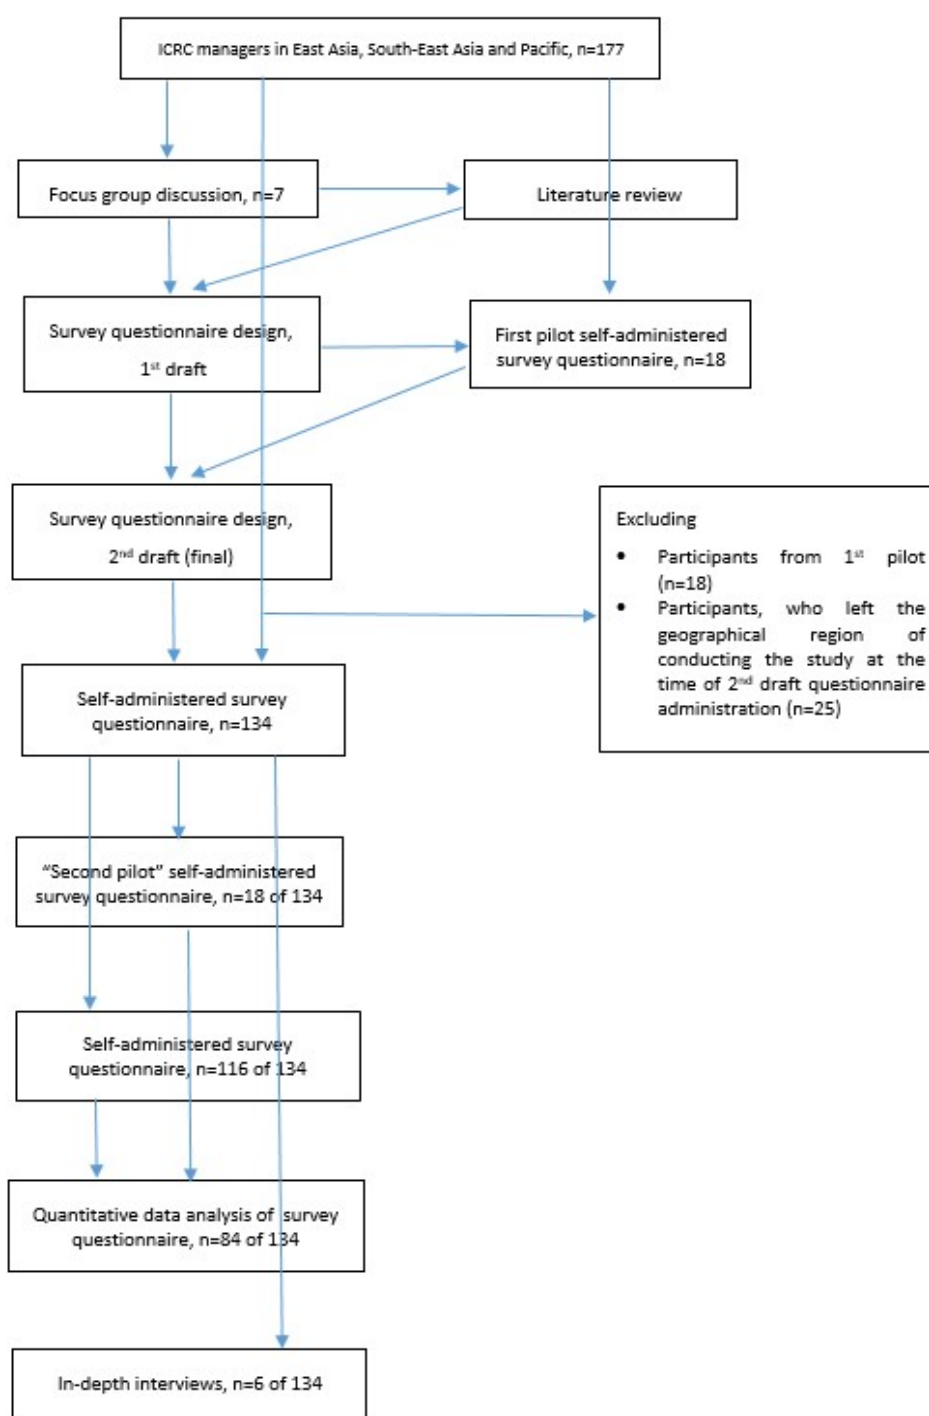 ICRC managers in East Asia, South-East Asia and Pacific, n=177
Focus group discussion, n=7
Literature review
Survey questionnaire design,
1st draft
First pilot self-administered
survey questionnaire, n=18
Survey questionnaire design,
2nd draft (final)
Excluding
• Participants from 1st pilot
(n=18)
• Participants, who left the
geographical region of
conducting the study at the
time of 2nd draft questionnaire
administration (n=25)
Self-administered survey
questionnaire, n=134
“Second pilot” self-administered
survey questionnaire, n=18 of 134
Self-administered survey
questionnaire, n=116 of 134
Quantitative data analysis of survey
questionnaire, n=84 of 134
In-depth interviews, n=6 of 134